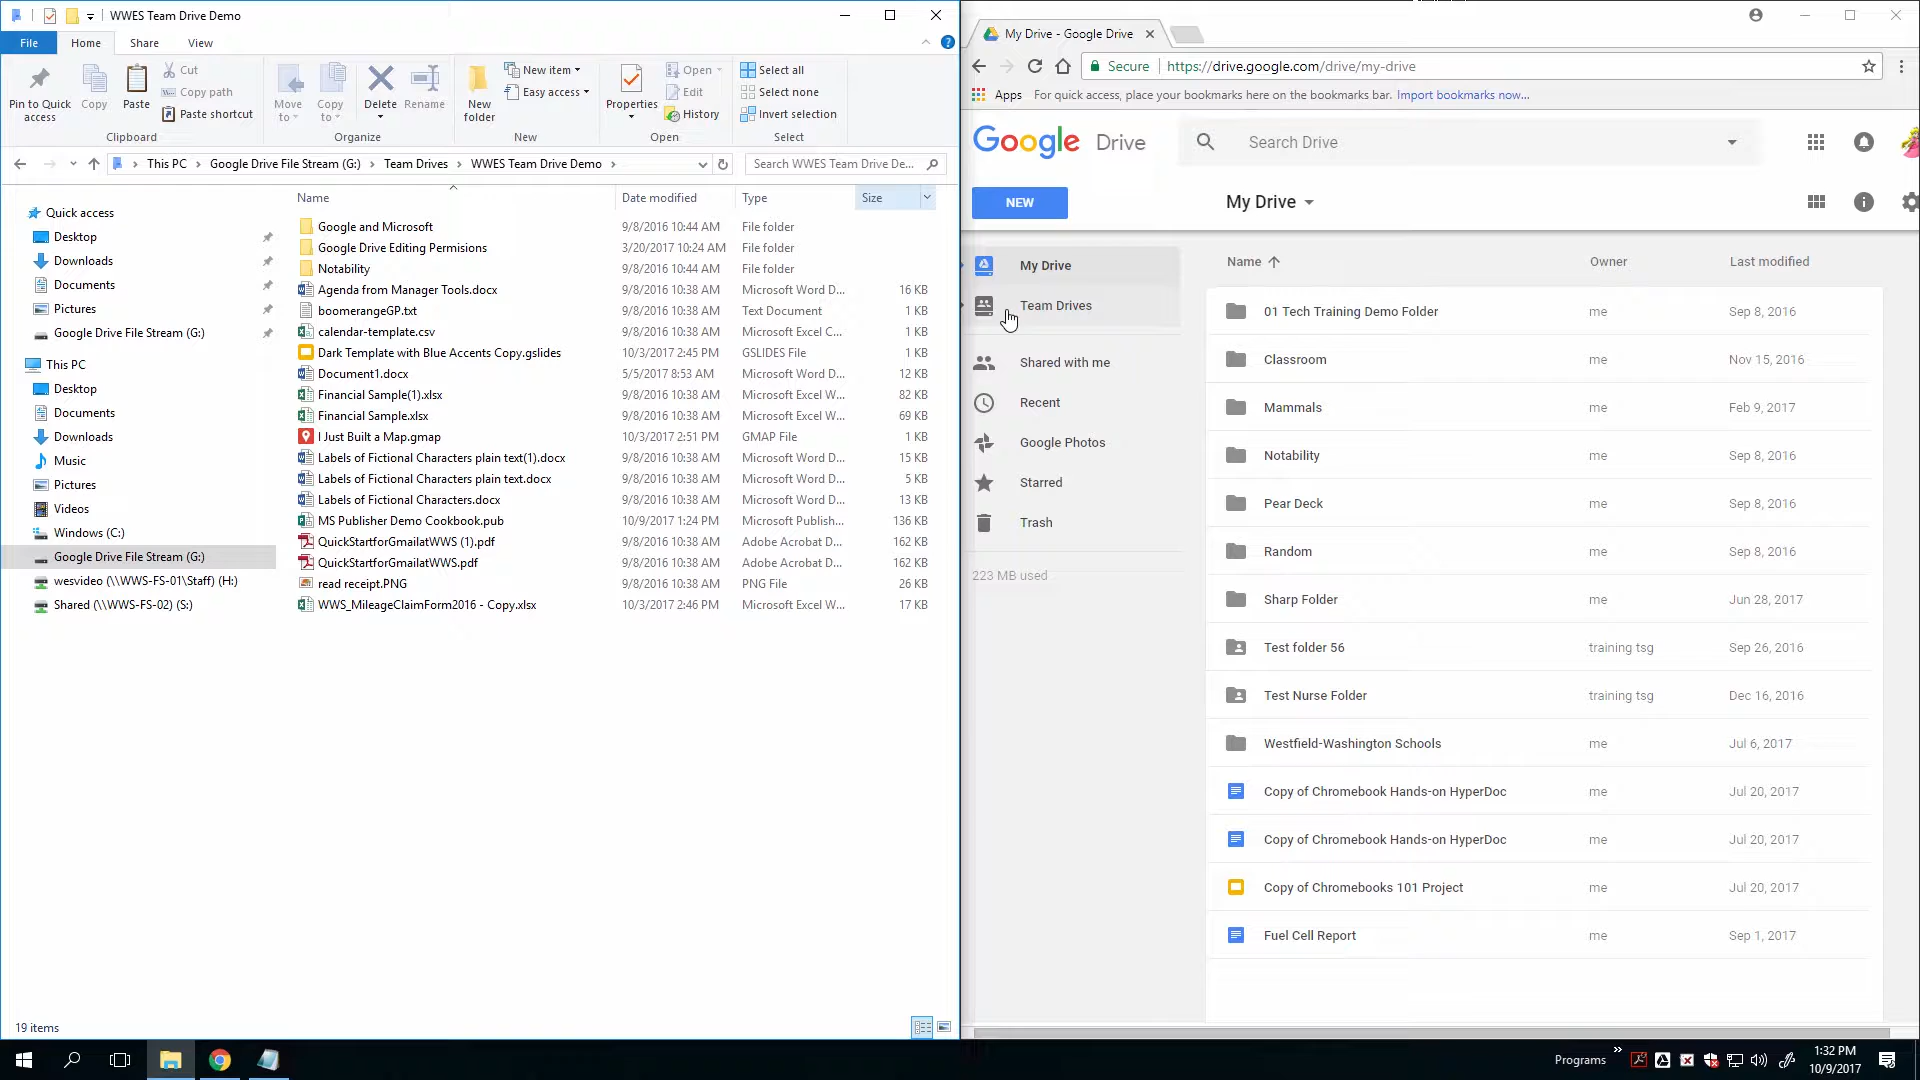 WWES Team Drive Demo
File Home Share View
Pin to Quick access
Copy
Paste
Cut
Copy path
Paste shortcut
Clipboard
Move to
Copy to
Delete
Rename
Organize
New folder
New item
Easy access
New
Properties
Open
Edit
History
Open
Select all
Select none
Invert selection
Select
This PC Google Drive File Stream (G:) Team Drives WWES Team Drive Demo
Search WWES Team Drive De...
Quick access
Desktop
Downloads
Documents
Pictures
Google Drive File Stream (G:)
This PC
Desktop
Documents
Downloads
Music
Pictures
Videos
Windows (C:)
Google Drive File Stream (G:)
wesvideo (\\WWS-FS-01\Staff) (H:)
Shared (\\WWS-FS-02) (S:)
Name Date modified Type Size
Google and Microsoft 9/8/2016 10:44 AM File folder
Google Drive Editing Permisions 3/20/2017 10:24 AM File folder
Notability 9/8/2016 10:44 AM File folder
Agenda from Manager Tools.docx 9/8/2016 10:38 AM Microsoft Word D... 16 KB
boomerangeGP.txt 9/8/2016 10:38 AM Text Document 1 KB
calendar-template.csv 9/8/2016 10:38 AM Microsoft Excel C... 1 KB
Dark Template with Blue Accents Copy.gslides 10/3/2017 2:45 PM GSLIDES File 1 KB
Document1.docx 5/5/2017 8:53 AM Microsoft Word D... 12 KB
Financial Sample(1).xlsx 9/8/2016 10:38 AM Microsoft Excel W... 82 KB
Financial Sample.xlsx 9/8/2016 10:38 AM Microsoft Excel W... 69 KB
I Just Built a Map.gmap 10/3/2017 2:51 PM GMAP File 1 KB
Labels of Fictional Characters plain text(1).docx 9/8/2016 10:38 AM Microsoft Word D... 15 KB
Labels of Fictional Characters plain text.docx 9/8/2016 10:38 AM Microsoft Word D... 5 KB
Labels of Fictional Characters.docx 9/8/2016 10:38 AM Microsoft Word D... 13 KB
MS Publisher Demo Cookbook.pub 10/9/2017 1:24 PM Microsoft Publish... 136 KB
QuickStartforGmailatWWS (1).pdf 9/8/2016 10:38 AM Adobe Acrobat D... 162 KB
QuickStartforGmailatWWS.pdf 9/8/2016 10:38 AM Adobe Acrobat D... 162 KB
read receipt.PNG 9/8/2016 10:38 AM PNG File 26 KB
WWS_MileageClaimForm2016 - Copy.xlsx 10/3/2017 2:46 PM Microsoft Excel W... 17 KB
19 items
My Drive - Google Drive
Secure https://drive.google.com/drive/my-drive
Apps For quick access, place your bookmarks here on the bookmarks bar. Import bookmarks now...
Google Drive
Search Drive
NEW
My Drive
My Drive
Team Drives
Shared with me
Recent
Google Photos
Starred
Trash
223 MB used
Name Owner Last modified
01 Tech Training Demo Folder me Sep 8, 2016
Classroom me Nov 15, 2016
Mammals me Feb 9, 2017
Notability me Sep 8, 2016
Pear Deck me Sep 8, 2016
Random me Sep 8, 2016
Sharp Folder me Jun 28, 2017
Test folder 56 training tsg Sep 26, 2016
Test Nurse Folder training tsg Dec 16, 2016
Westfield-Washington Schools me Jul 6, 2017
Copy of Chromebook Hands-on HyperDoc me Jul 20, 2017
Copy of Chromebook Hands-on HyperDoc me Jul 20, 2017
Copy of Chromebooks 101 Project me Jul 20, 2017
Fuel Cell Report me Sep 1, 2017
Programs
1:32 PM
10/9/2017